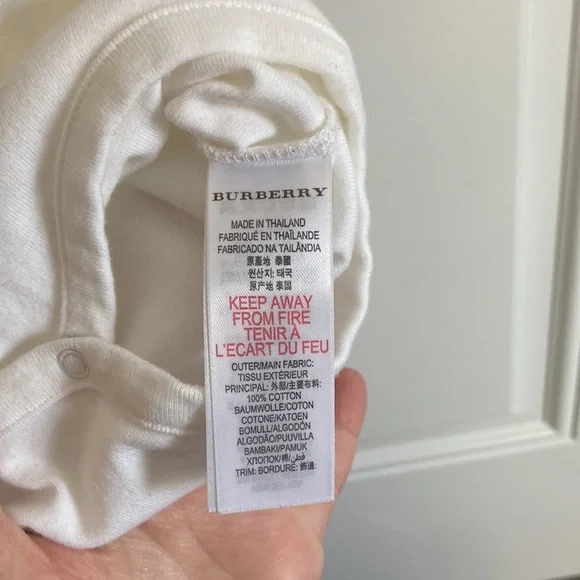 BURBERRY
MADE IN THAILAND
FABRIQUÉ EN THAÏLANDE
FABRICADO NA TAILÂNDIA
原産地: 泰國
원산지: 태국
原产地: 泰国
KEEP AWAY
FROM FIRE
TENIR À
L'ECART DU FEU
OUTER/MAIN FABRIC:
TISSU EXTÉRIEUR
PRINCIPAL: 外部/主要布料:
100% COTTON
BAUMWOLLE/COTON
COTONE/KATOEN
BOMULL/ALGODÓN
ALGODÃO/PUUVILLA
BAMBAKI/PAMUK
ХЛОПОК/棉/قطن
TRIM: BORDURE: 飾邊: